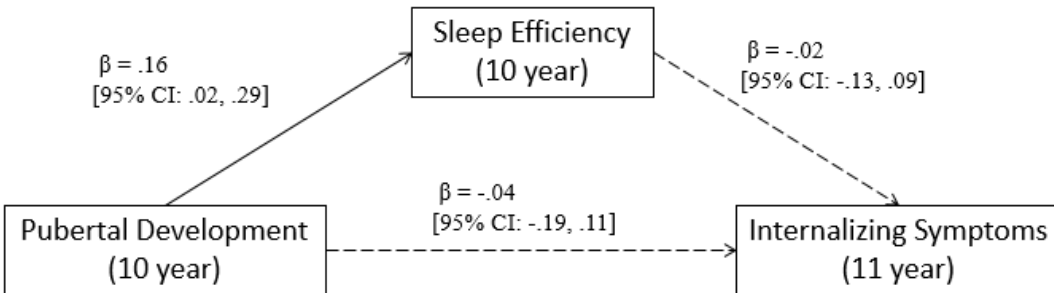 Sleep Efficiency
(10 year)
β = .16
[95% CI: .02, .29]
β = -.02
[95% CI: -.13, .09]
β = -.04
[95% CI: -.19, .11]
Pubertal Development
(10 year)
Internalizing Symptoms
(11 year)